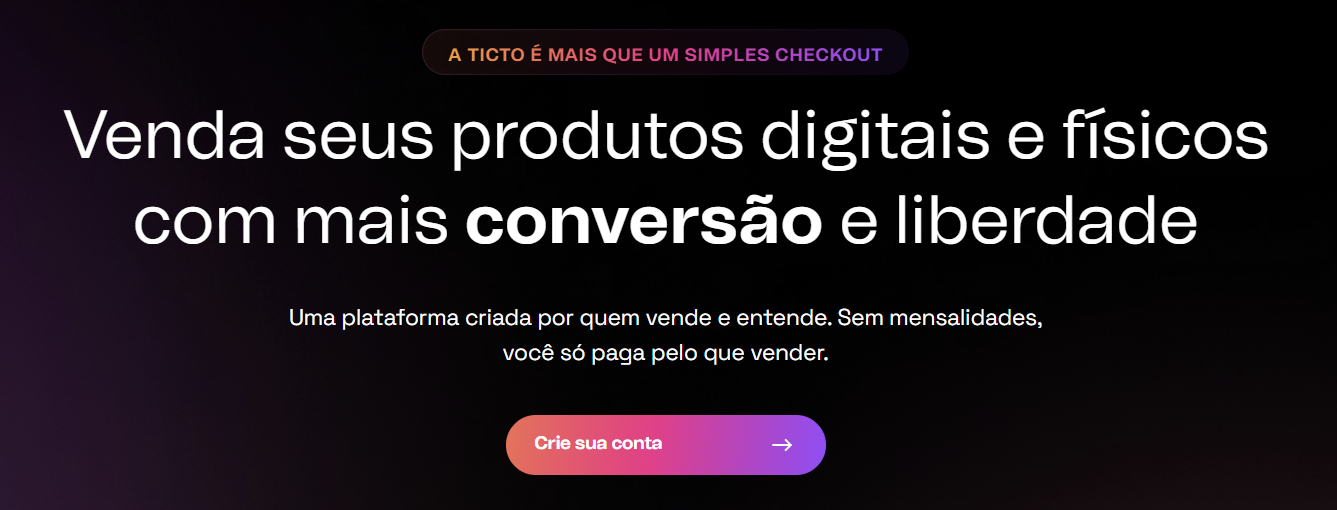 A TICTO É MAIS QUE UM SIMPLES CHECKOUT
Venda seus produtos digitais e físicos
com mais conversão e liberdade
Uma plataforma criada por quem vende e entende. Sem mensalidades,
você só paga pelo que vender.
Crie sua conta →